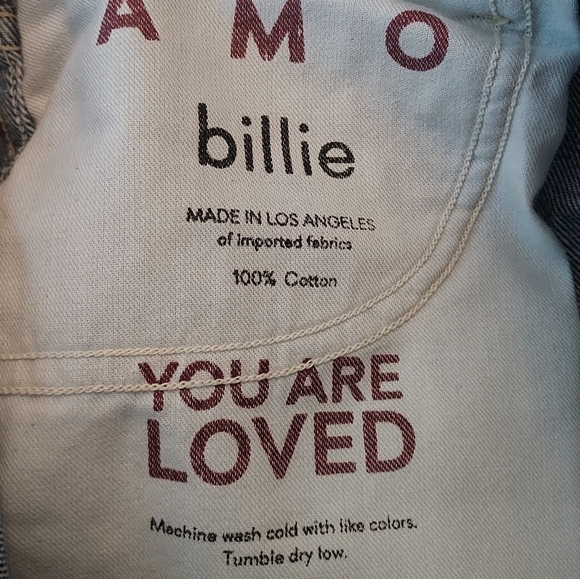 AMO
billie
MADE IN LOS ANGELES
of imported fabrics
100% Cotton
YOU ARE
LOVED
Machine wash cold with like colors.
Tumble dry low.